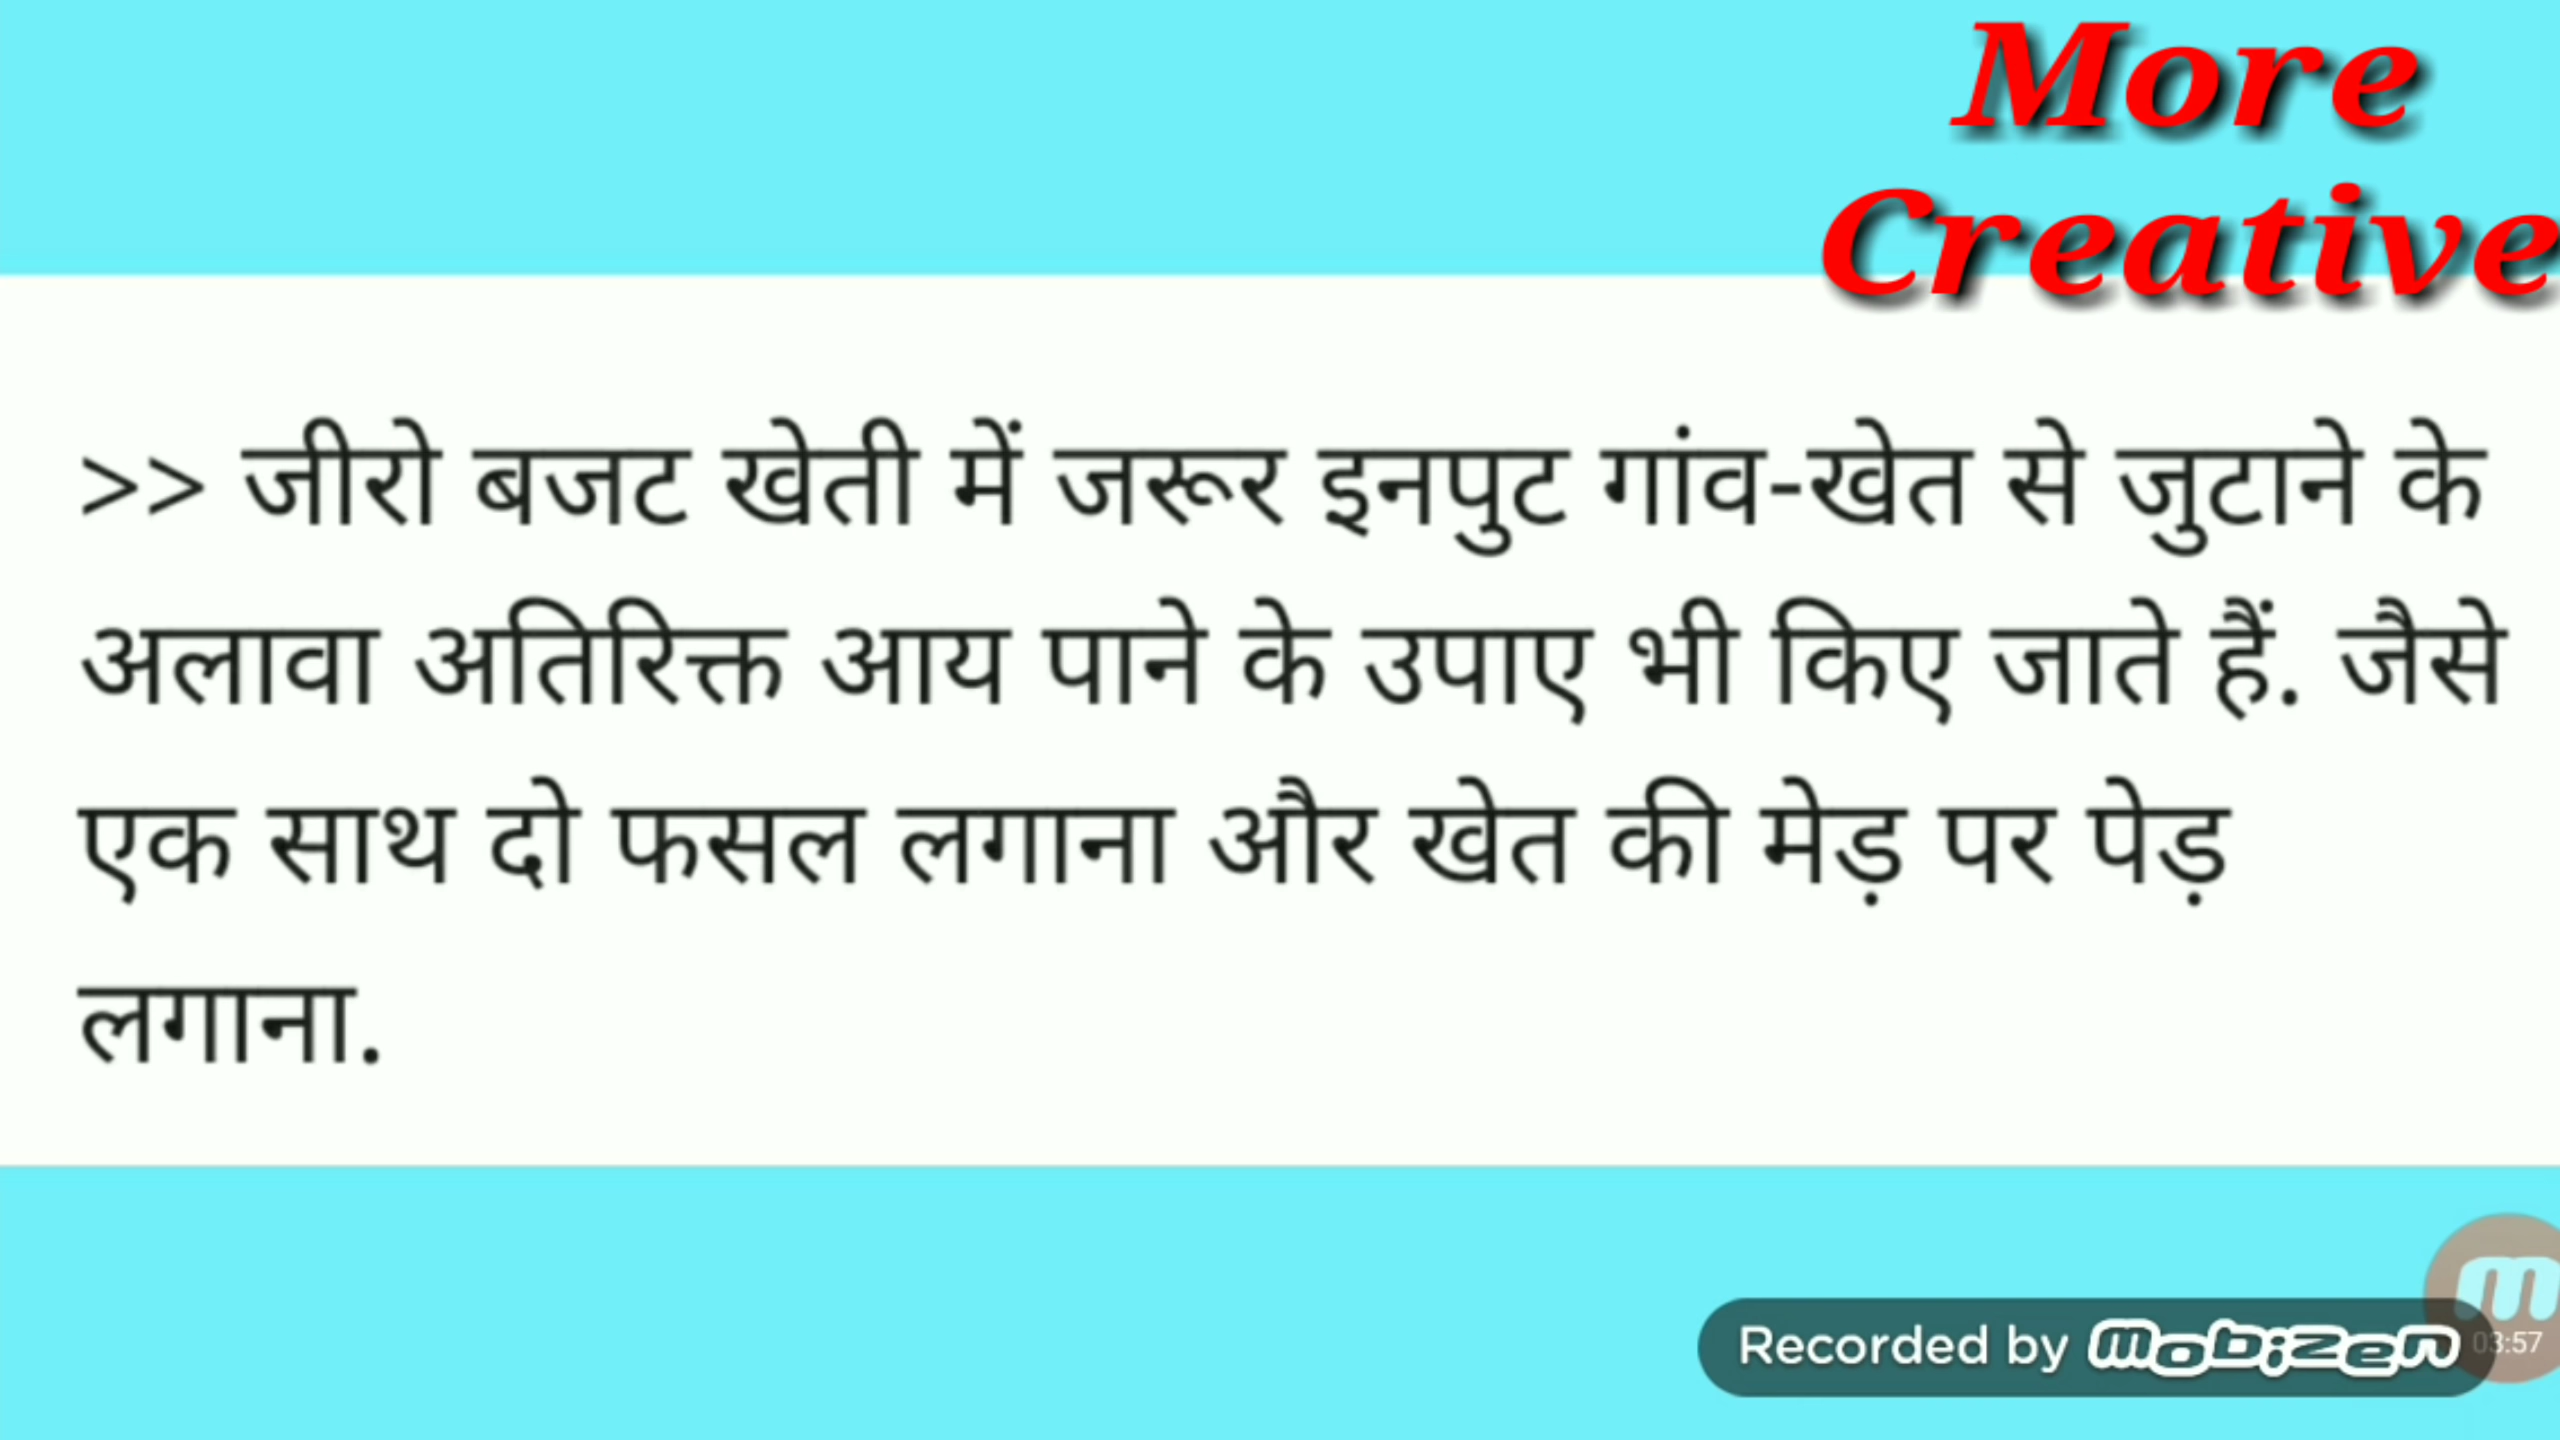 More
Creative
>> जीरो बजट खेती में जरूर इनपुट गांव-खेत से जुटाने के
अलावा अतिरिक्त आय पाने के उपाए भी किए जाते हैं. जैसे
एक साथ दो फसल लगाना और खेत की मेड़ पर पेड़
लगाना.
Recorded by mobizen
03:57